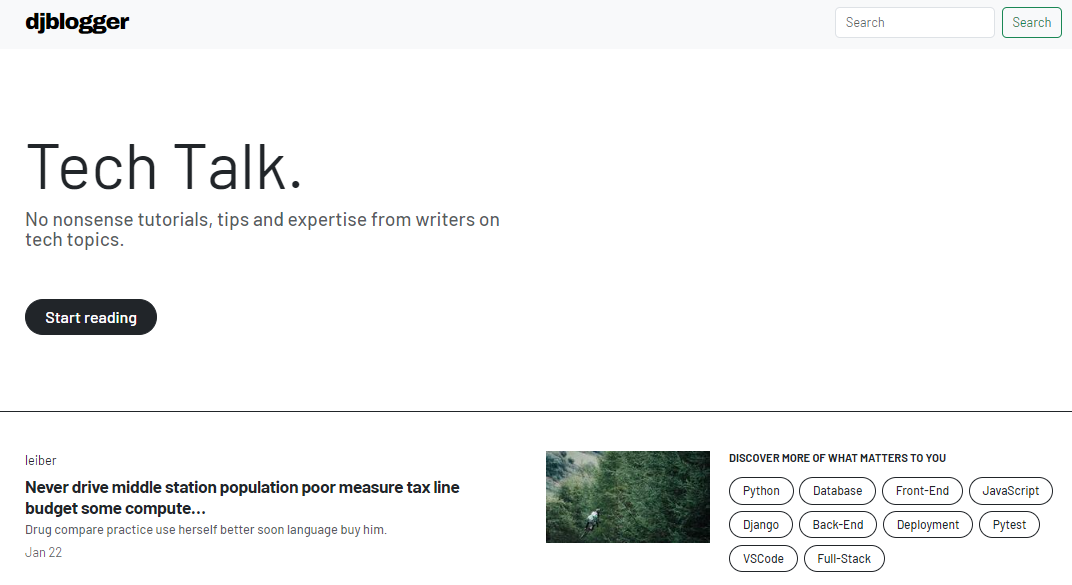 djblogger
Search
Search
Tech Talk.
No nonsense tutorials, tips and expertise from writers on
tech topics.
Start reading
leiber
Never drive middle station population poor measure tax line
budget some compute...
Drug compare practice use herself better soon language buy him.
Jan 22
DISCOVER MORE OF WHAT MATTERS TO YOU
Python
Database
Front-End
JavaScript
Django
Back-End
Deployment
Pytest
VSCode
Full-Stack